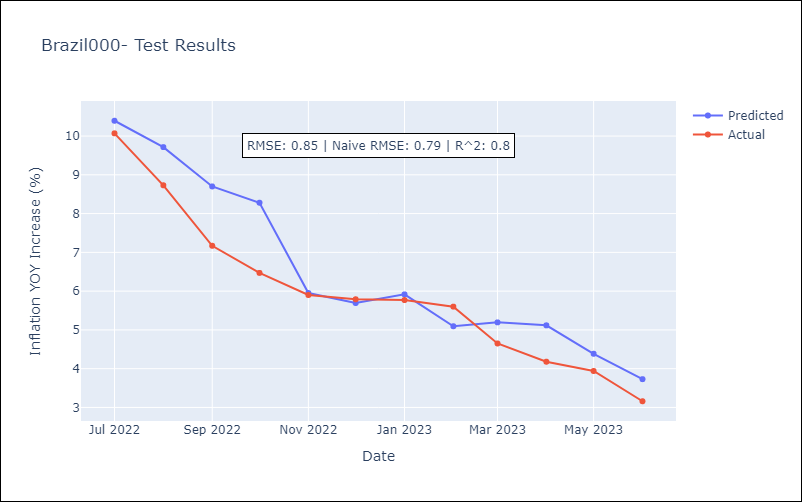 Brazil000- Test Results
Predicted
Actual
RMSE: 0.85 | Naive RMSE: 0.79 | R^2: 0.8
Inflation YOY Increase (%)
10
9
8
7
6
5
4
3
Jul 2022
Sep 2022
Nov 2022
Jan 2023
Mar 2023
May 2023
Date